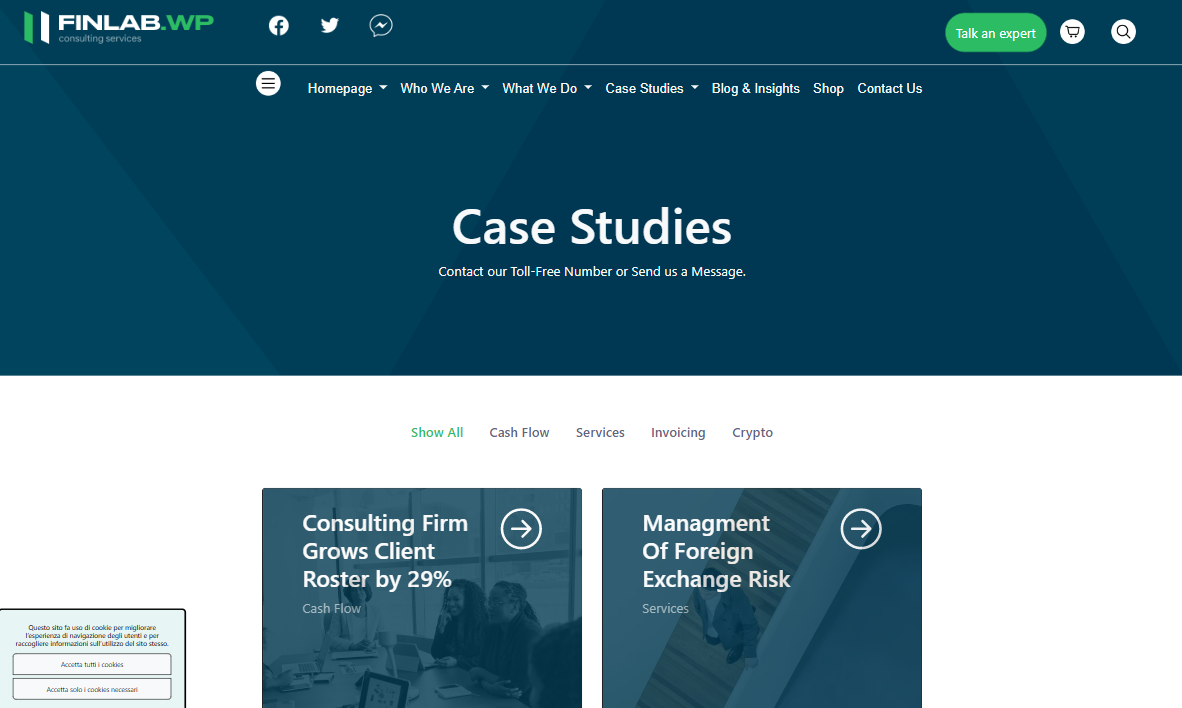 FINLAB.WP
consulting services
Talk an expert
Homepage
Who We Are
What We Do
Case Studies
Blog & Insights
Shop
Contact Us
Case Studies
Contact our Toll-Free Number or Send us a Message.
Show All
Cash Flow
Services
Invoicing
Crypto
Consulting Firm
Grows Client
Roster by 29%
Cash Flow
Managment
Of Foreign
Exchange Risk
Services
Questo sito fa uso di cookie per migliorare
l'esperienza di navigazione degli utenti e per
raccogliere informazioni sull'utilizzo del sito stesso.
Accetta tutti i cookies
Accetta solo i cookies necessari